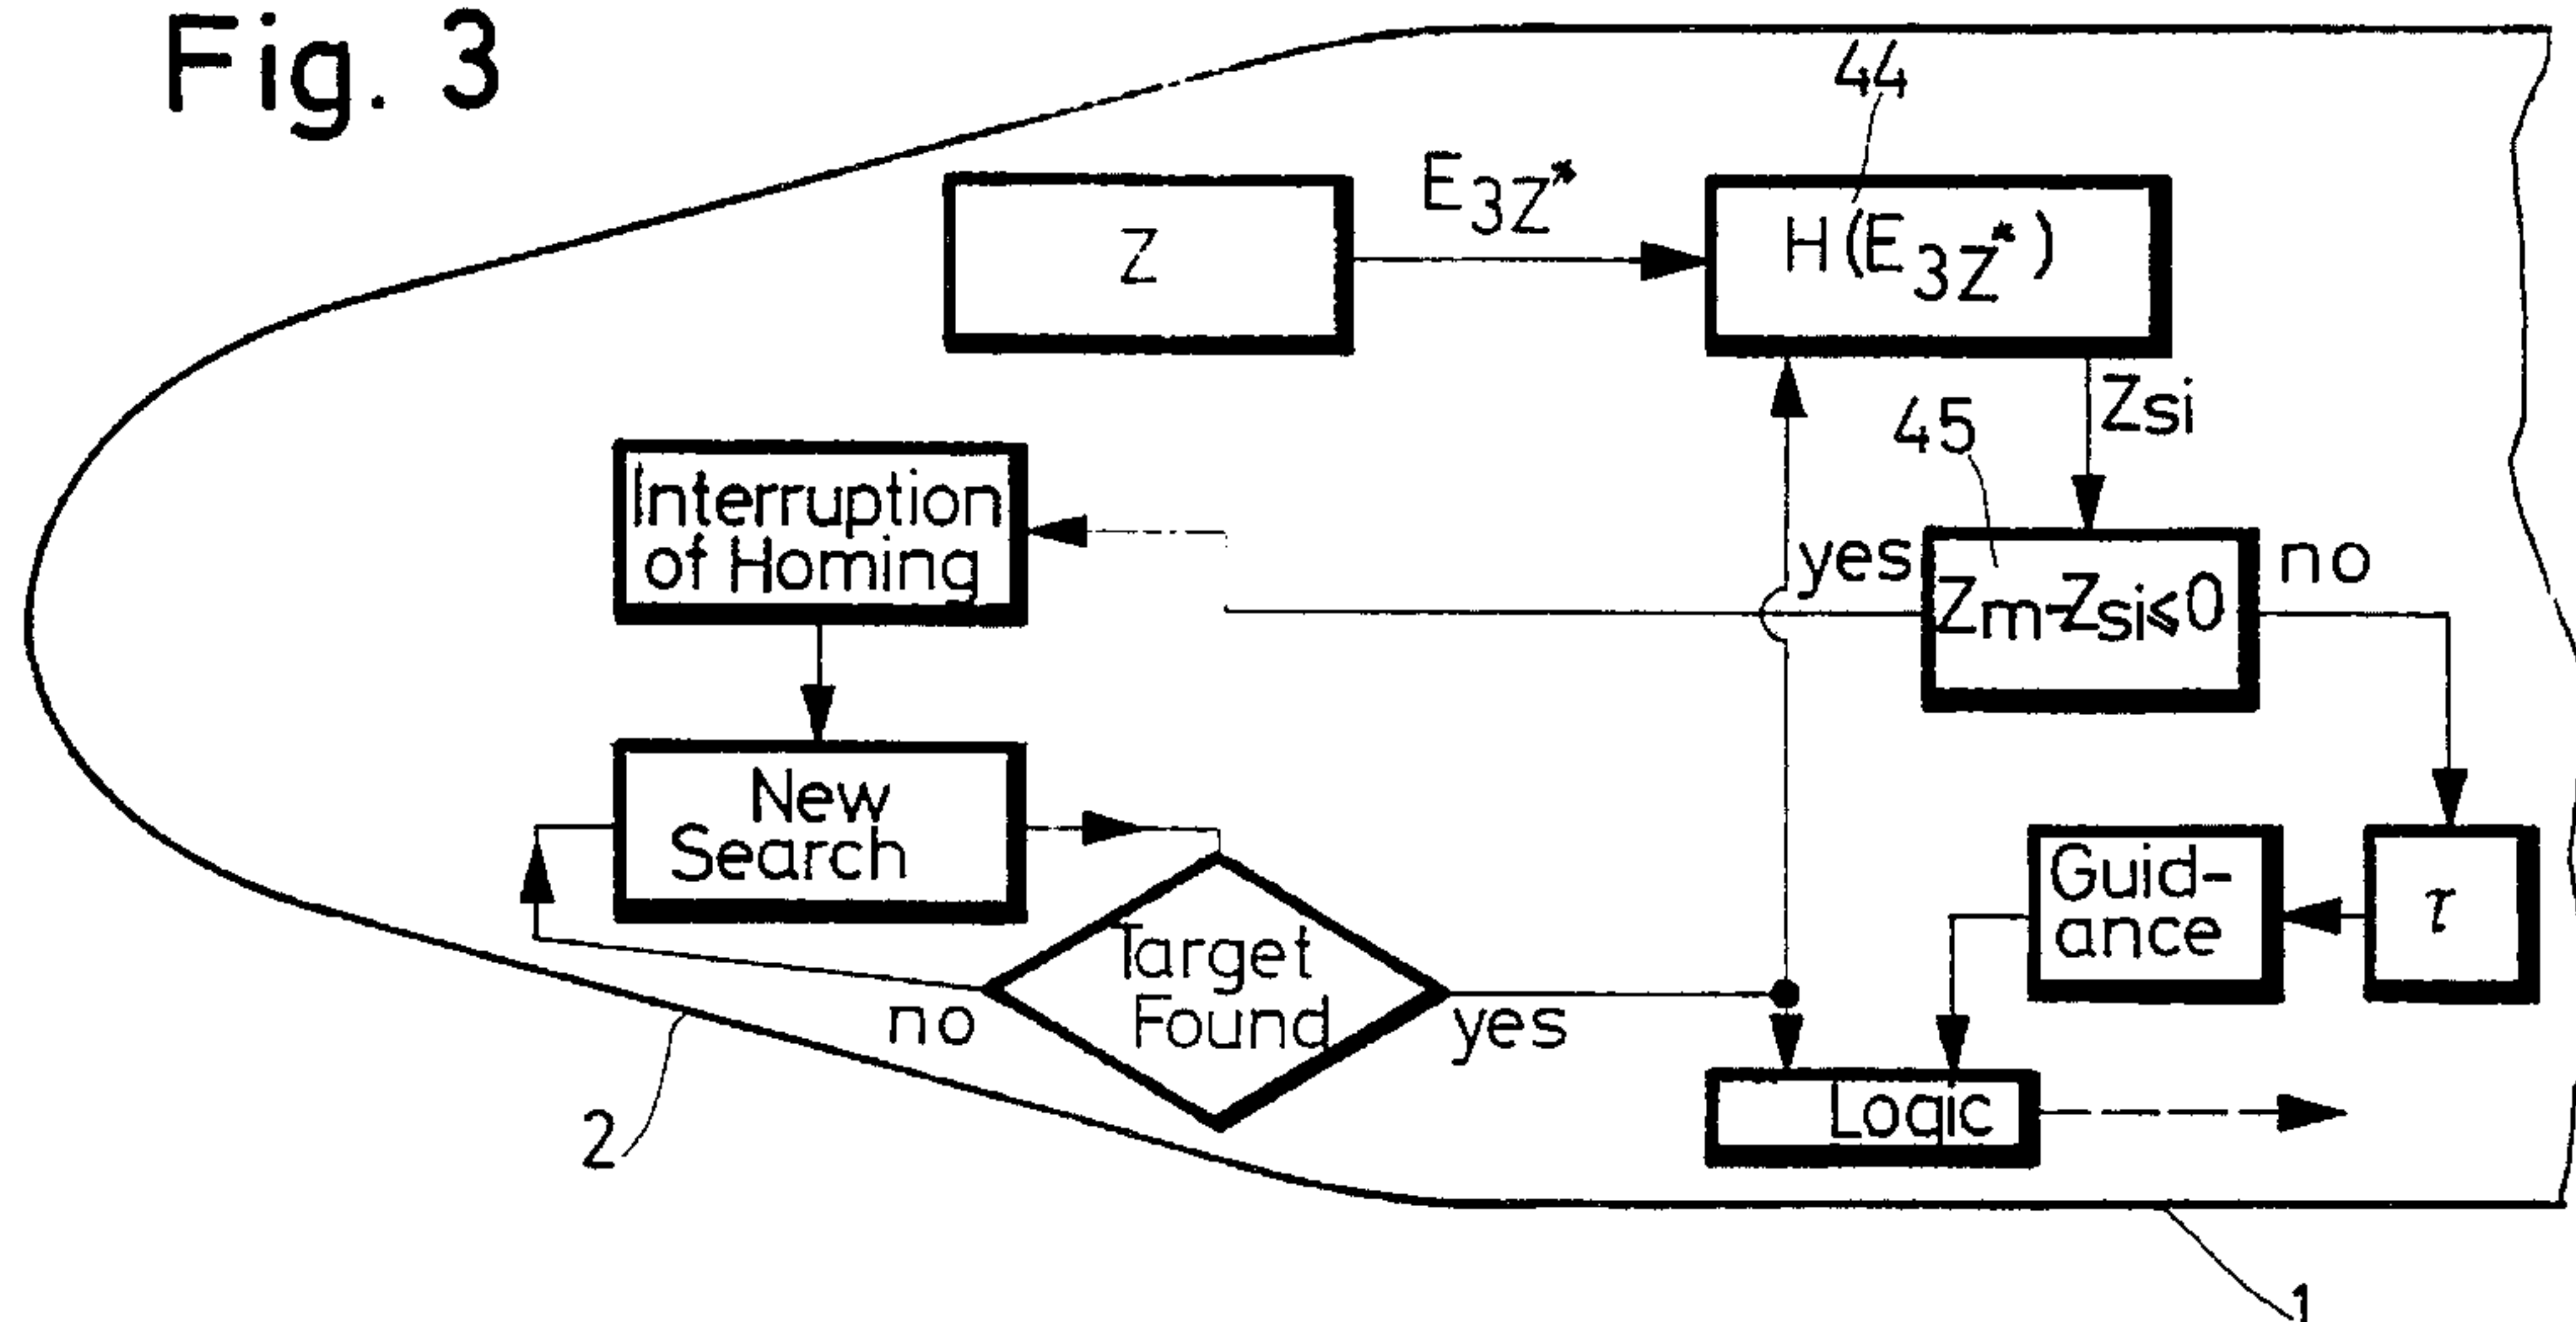 Fig. 3
44
Z
E3Z*
H(E3Z*)
Zsi
45
Interruption
of Homing
yes
Zm-Zsi≤0
no
New
Search
Guid-
ance
τ
Target
Found
no
yes
Logic
2
1